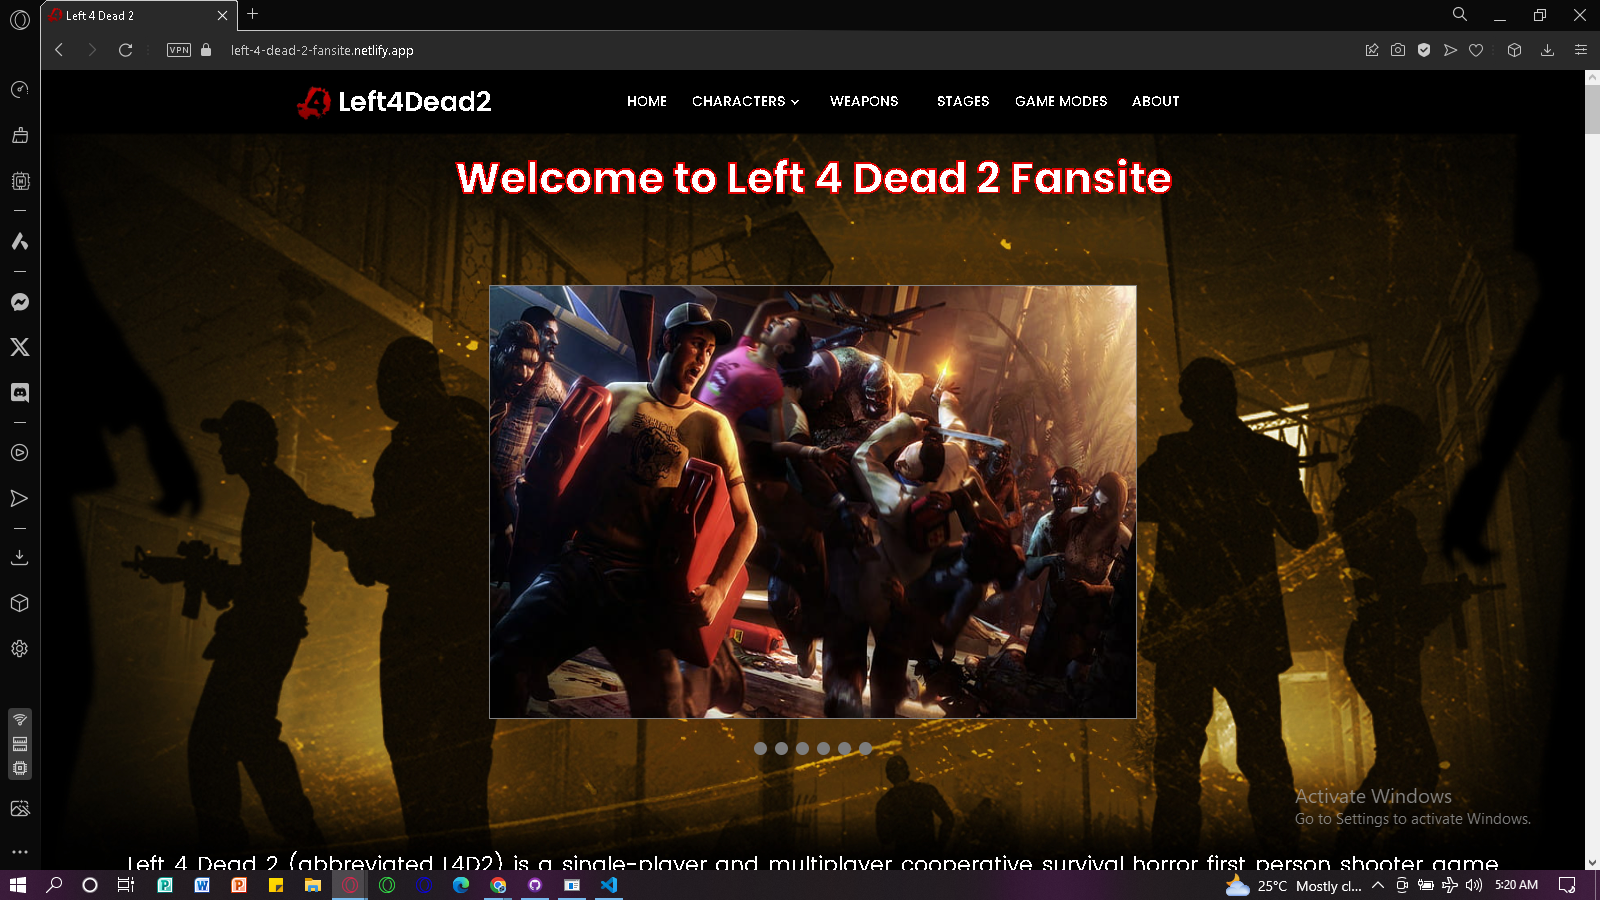 Left 4 Dead 2
VPN
left-4-dead-2-fansite.netlify.app
Left4Dead2
HOME
CHARACTERS
WEAPONS
STAGES
GAME MODES
ABOUT
Welcome to Left 4 Dead 2 Fansite
Activate Windows
Go to Settings to activate Windows.
Left 4 Dead 2 (abbreviated L4D2) is a single-player and multiplayer cooperative survival horror first person shooter game
25°C Mostly cl...
5:20 AM